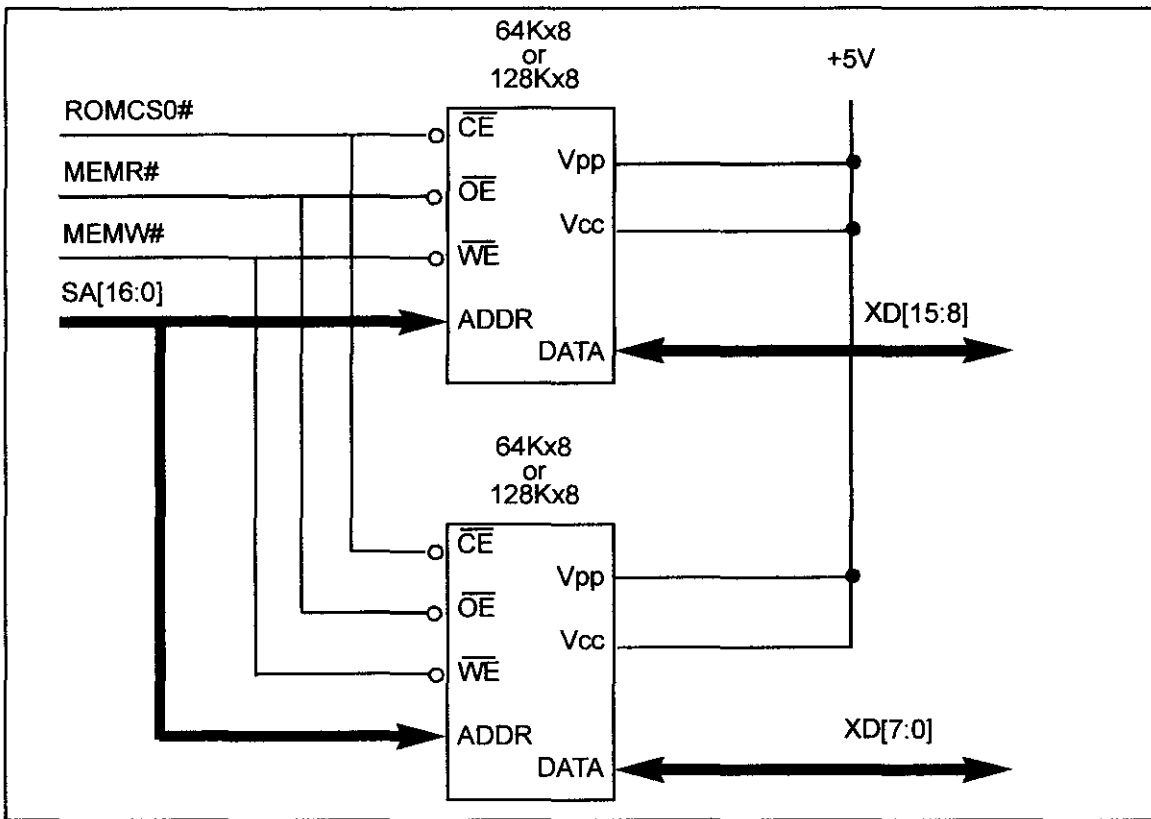 64Kx8
or
128Kx8
+5V
ROMCS0#
MEMR#
MEMW#
SA[16:0]
CE
OE
WE
ADDR
Vpp
Vcc
DATA
XD[15:8]
64Kx8
or
128Kx8
CE
OE
WE
ADDR
Vpp
Vcc
DATA
XD[7:0]